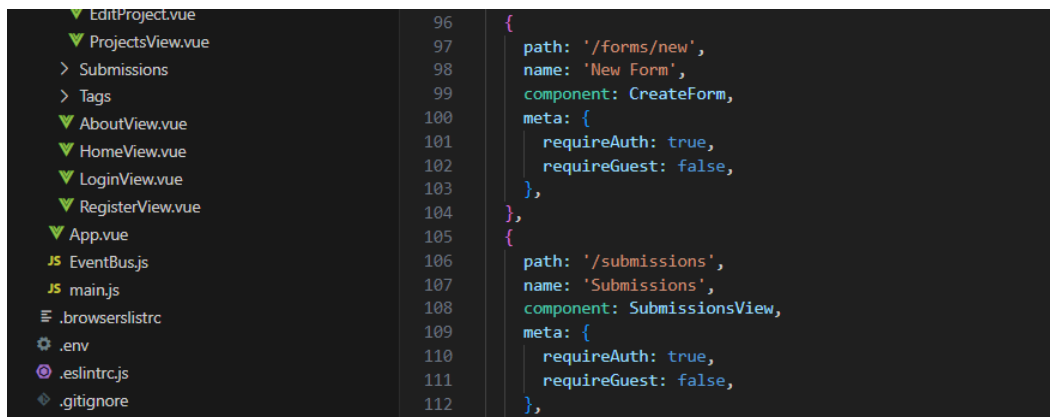 EditProject.vue
ProjectsView.vue
Submissions
Tags
AboutView.vue
HomeView.vue
LoginView.vue
RegisterView.vue
App.vue
JS EventBus.js
JS main.js
.browserslistrc
.env
.eslintrc.js
.gitignore
96 {
97 path: '/forms/new',
98 name: 'New Form',
99 component: CreateForm,
100 meta: {
101 requireAuth: true,
102 requireGuest: false,
103 },
104 },
105 {
106 path: '/submissions',
107 name: 'Submissions',
108 component: SubmissionsView,
109 meta: {
110 requireAuth: true,
111 requireGuest: false,
112 },